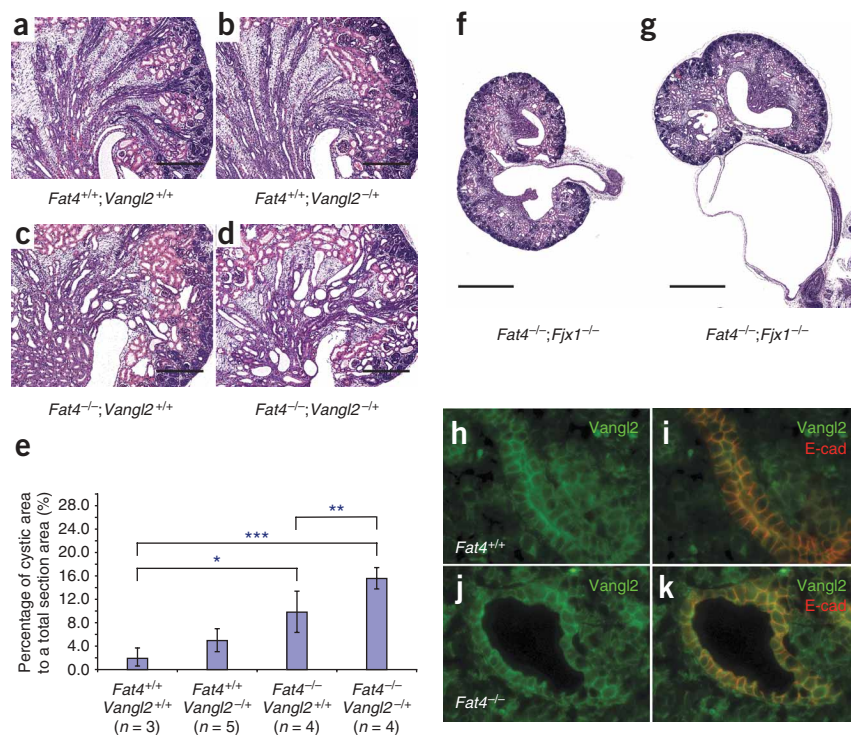 a
b
Fat4+/+;Vangl2+/+
Fat4+/+;Vangl2−/+
c
d
Fat4−/−;Vangl2+/+
Fat4−/−;Vangl2−/+
e
Percentage of cystic area
to a total section area (%)
28.0
24.0
20.0
16.0
12.0
8.0
4.0
0.0
***
**
*
Fat4+/+
Vangl2+/+
(n = 3)
Fat4+/+
Vangl2−/+
(n = 5)
Fat4−/−
Vangl2+/+
(n = 4)
Fat4−/−
Vangl2−/+
(n = 4)
f
g
Fat4−/−;Fjx1−/−
Fat4−/−;Fjx1−/−
h
Vangl2
Fat4+/+
i
Vangl2
E-cad
j
Vangl2
Fat4−/−
k
Vangl2
E-cad